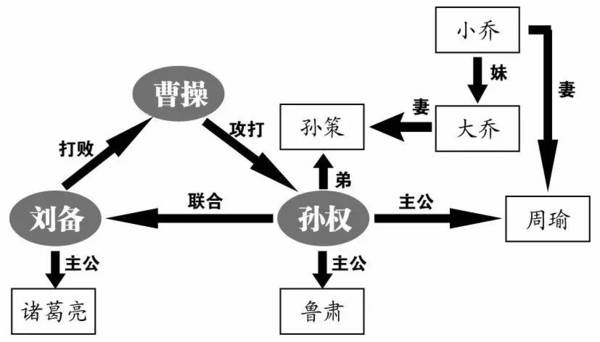 小乔
妹
妻
曹操
妻
孙策
大乔
打败
攻打
弟
刘备
联合
孙权
主公
周瑜
主公
主公
诸葛亮
鲁肃